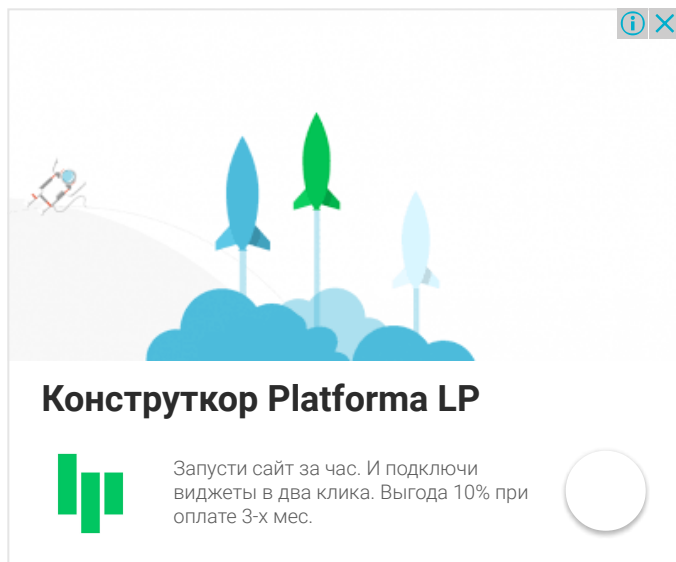 Конструткор Platforma LP
Запусти сайт за час. И подключи
виджеты в два клика. Выгода 10% при
оплате 3-х мес.